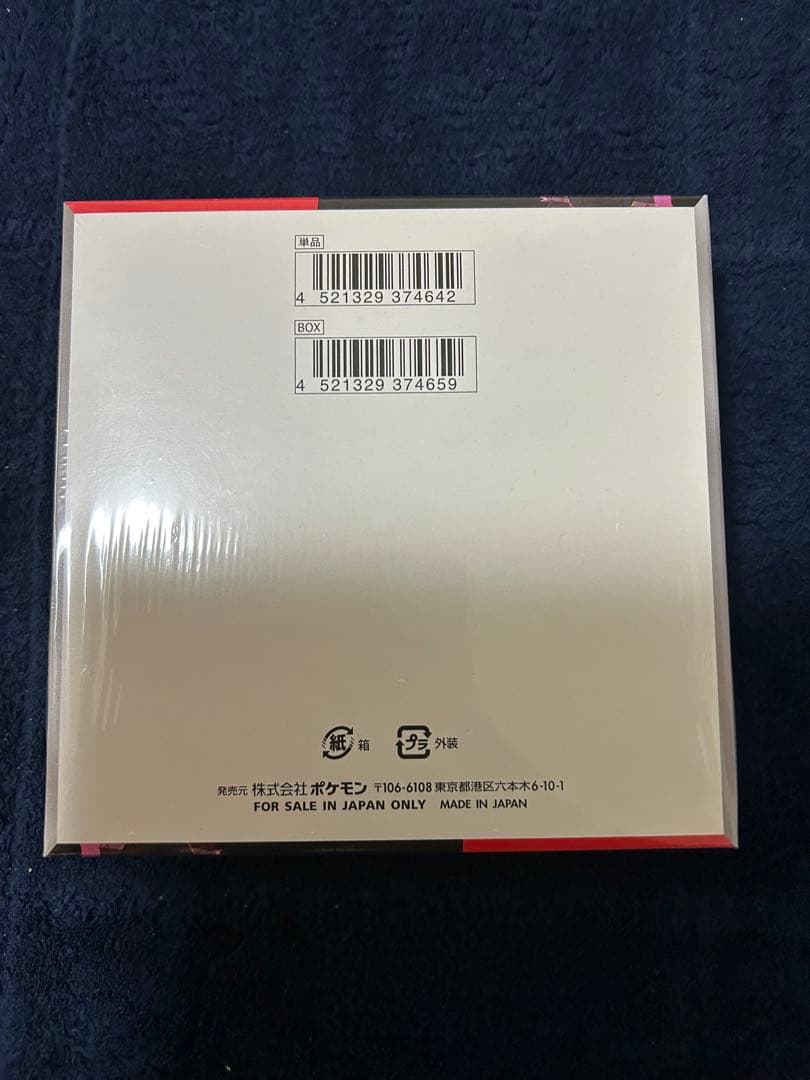 単品
4 521329 374642
BOX
4 521329 374659
紙 箱 プラ 外装
発売元 株式会社 ポケモン 〒106-6108 東京都港区六本木6-10-1
FOR SALE IN JAPAN ONLY MADE IN JAPAN